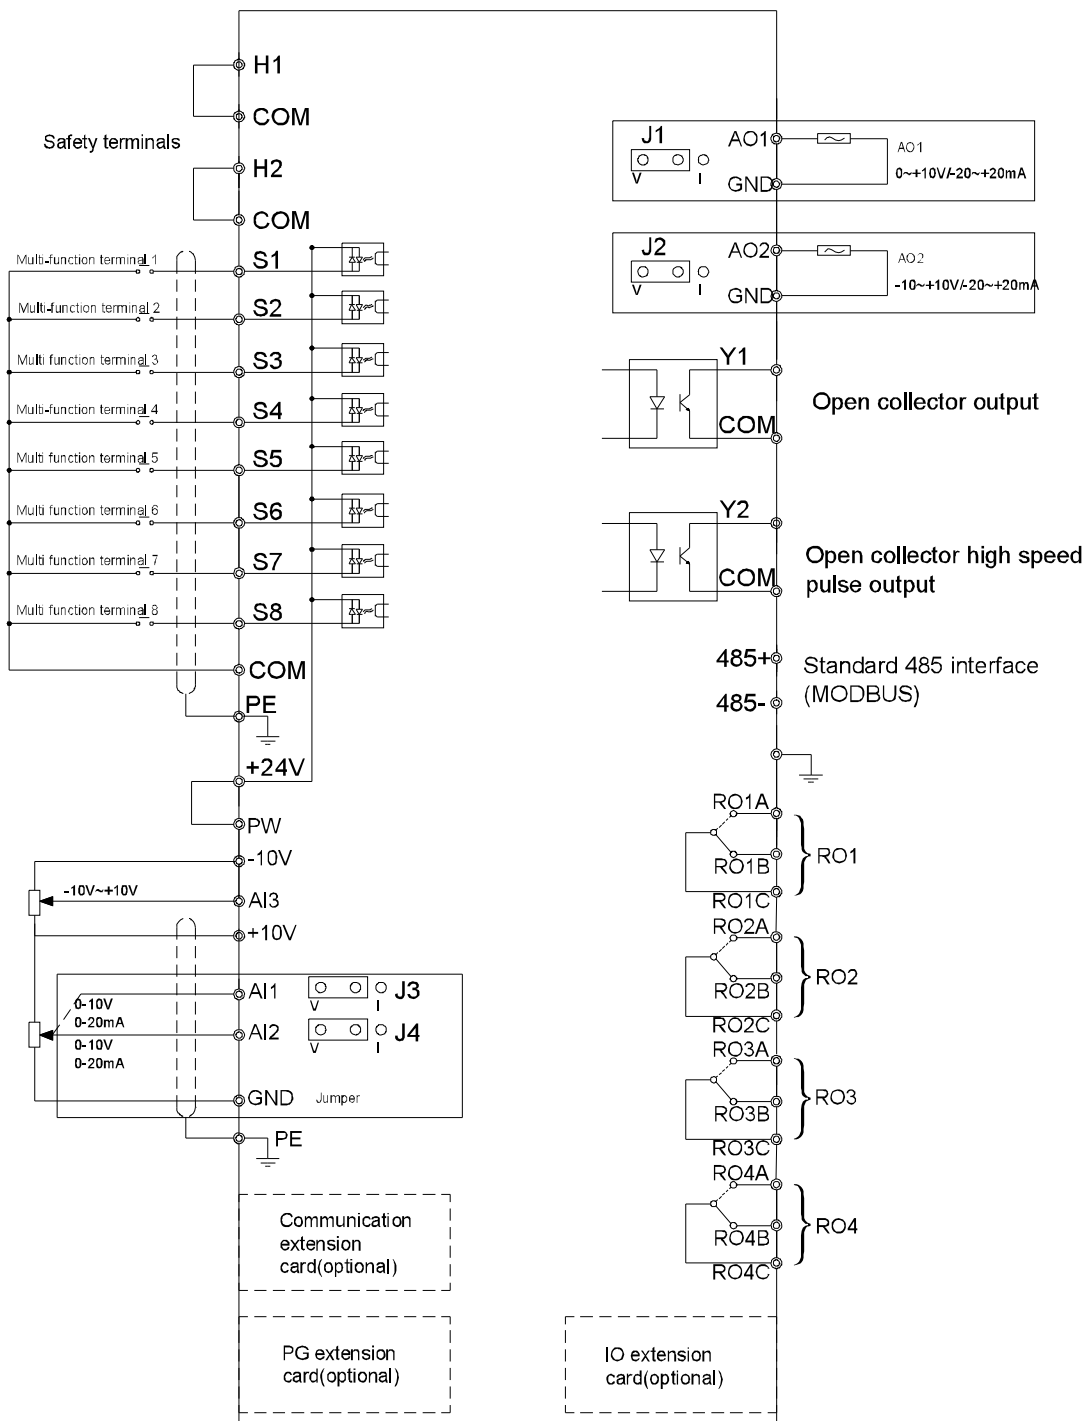 H1
COM
Safety terminals
H2
COM
Multi-function terminal 1
S1
Multi-function terminal 2
S2
Multi function terminal 3
S3
Multi-function terminal 4
S4
Multi function terminal 5
S5
Multi function terminal 6
S6
Multi function terminal 7
S7
Multi function terminal 8
S8
COM
PE
+24V
PW
-10V
-10V~+10V
AI3
+10V
AI1
V
I
J3
0-10V
0-20mA
AI2
V
I
J4
0-10V
0-20mA
GND
Jumper
PE
Communication
extension
card(optional)
PG extension
card(optional)
J1
V
I
AO1
GND
AO1
0~+10V/-20~+20mA
J2
V
I
AO2
GND
AO2
-10~+10V/-20~+20mA
Y1
COM
Open collector output
Y2
COM
Open collector high speed
pulse output
485+
485-
Standard 485 interface
(MODBUS)
RO1A
RO1B
RO1C
RO1
RO2A
RO2B
RO2C
RO2
RO3A
RO3B
RO3C
RO3
RO4A
RO4B
RO4C
RO4
IO extension
card(optional)